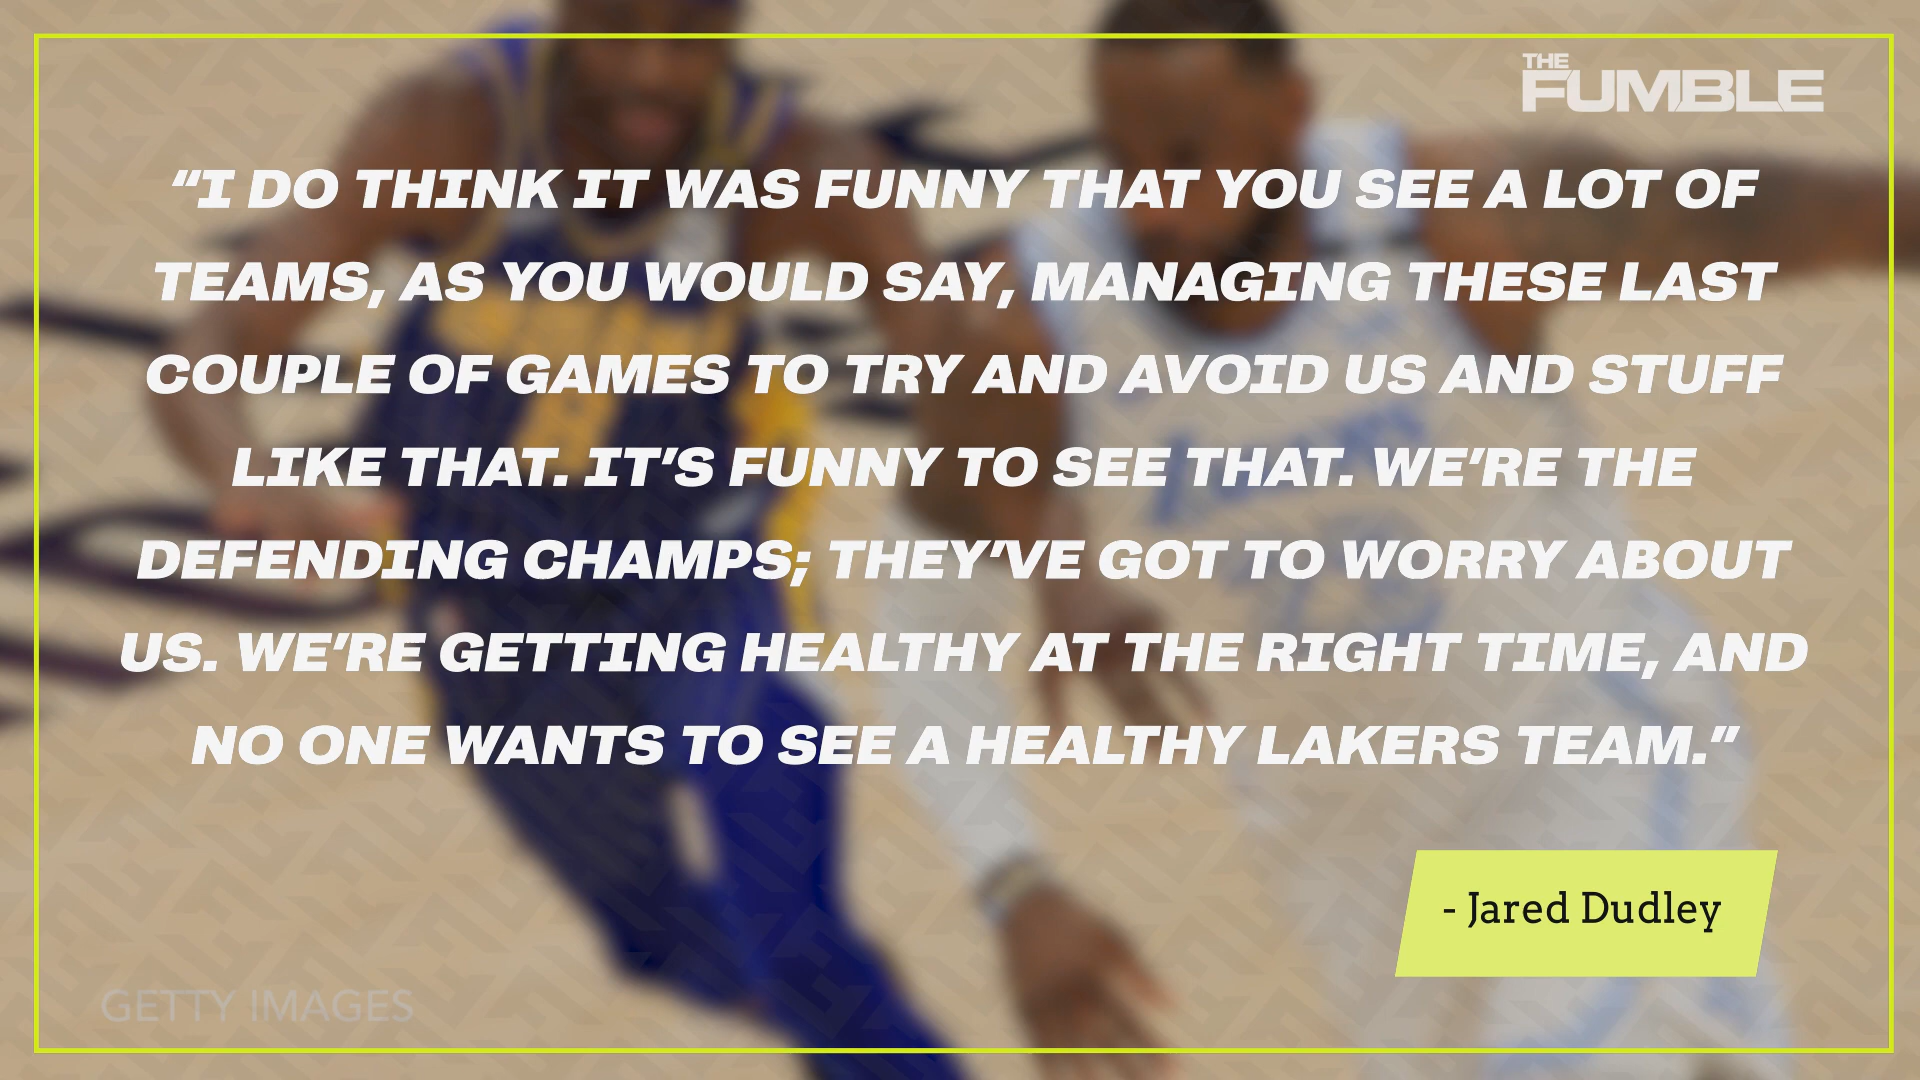 THE
FUMBLE
“I DO THINK IT WAS FUNNY THAT YOU SEE A LOT OF
TEAMS, AS YOU WOULD SAY, MANAGING THESE LAST
COUPLE OF GAMES TO TRY AND AVOID US AND STUFF
LIKE THAT. IT’S FUNNY TO SEE THAT. WE’RE THE
DEFENDING CHAMPS; THEY’VE GOT TO WORRY ABOUT
US. WE’RE GETTING HEALTHY AT THE RIGHT TIME, AND
NO ONE WANTS TO SEE A HEALTHY LAKERS TEAM.”
- Jared Dudley
GETTY IMAGES